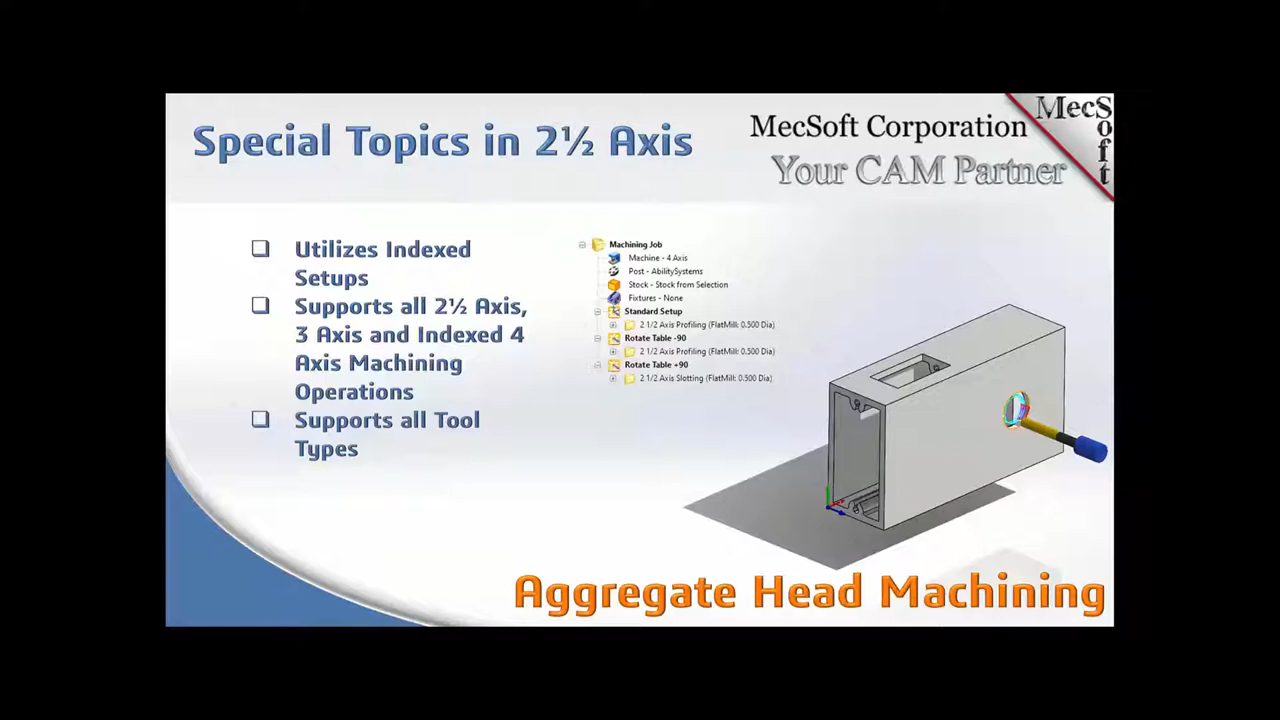 Special Topics in 2½ Axis
MecSoft Corporation
Your CAM Partner
MecSoft
❑ Utilizes Indexed
Setups
❑ Supports all 2½ Axis,
3 Axis and Indexed 4
Axis Machining
Operations
❑ Supports all Tool
Types
Machining Job
Machine - 4 Axis
Post - AbilitySystems
Stock - Stock from Selection
Fixtures - None
Standard Setup
2 1/2 Axis Profiling (FlatMill: 0.500 Dia)
Rotate Table -90
2 1/2 Axis Profiling (FlatMill: 0.500 Dia)
Rotate Table +90
2 1/2 Axis Slotting (FlatMill: 0.500 Dia)
Aggregate Head Machining